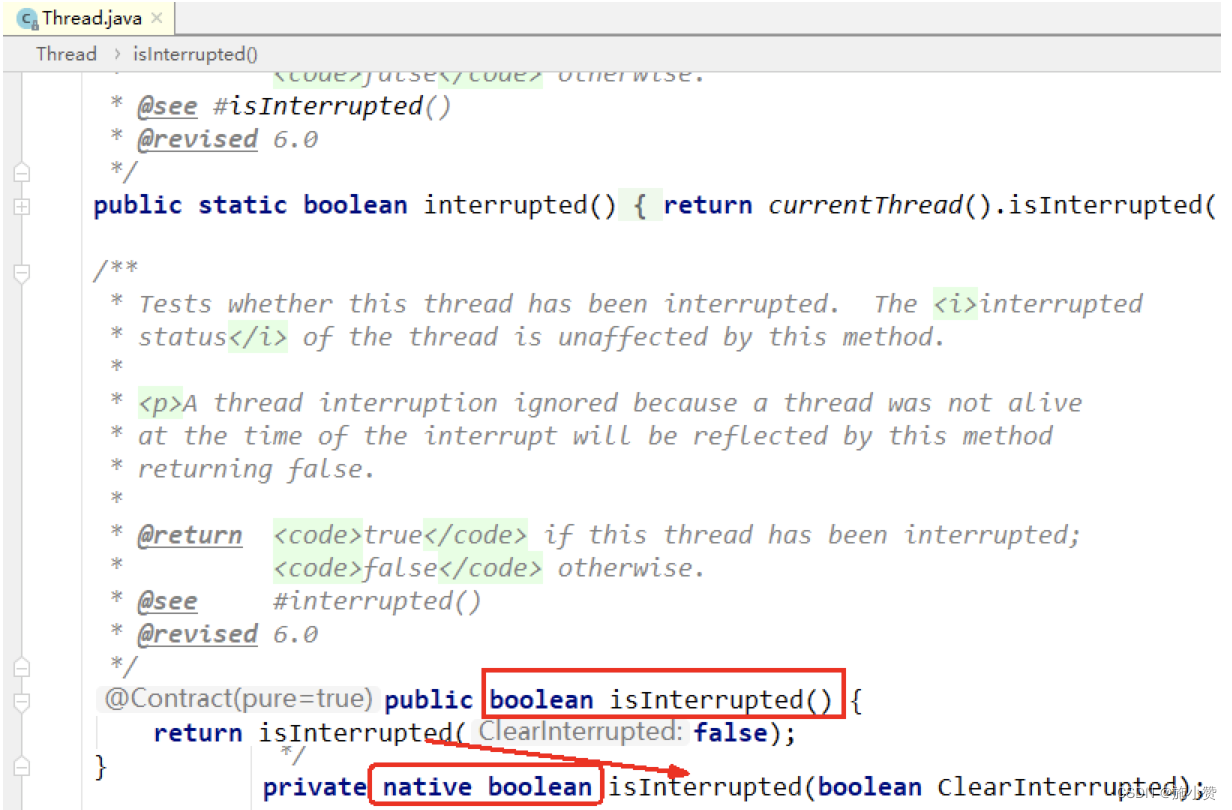 Thread.java
Thread › isInterrupted()
* <code>false</code> otherwise.
* @see #isInterrupted()
* @revised 6.0
*/
public static boolean interrupted() { return currentThread().isInterrupted(
/**
* Tests whether this thread has been interrupted. The <i>interrupted
* status</i> of the thread is unaffected by this method.
*
* <p>A thread interruption ignored because a thread was not alive
* at the time of the interrupt will be reflected by this method
* returning false.
*
* @return <code>true</code> if this thread has been interrupted;
* <code>false</code> otherwise.
* @see #interrupted()
* @revised 6.0
*/
@Contract(pure=true) public boolean isInterrupted() {
return isInterrupted( ClearInterrupted: false);
*/
}
private native boolean isInterrupted(boolean ClearInterrupted);
CSDN @施小赞